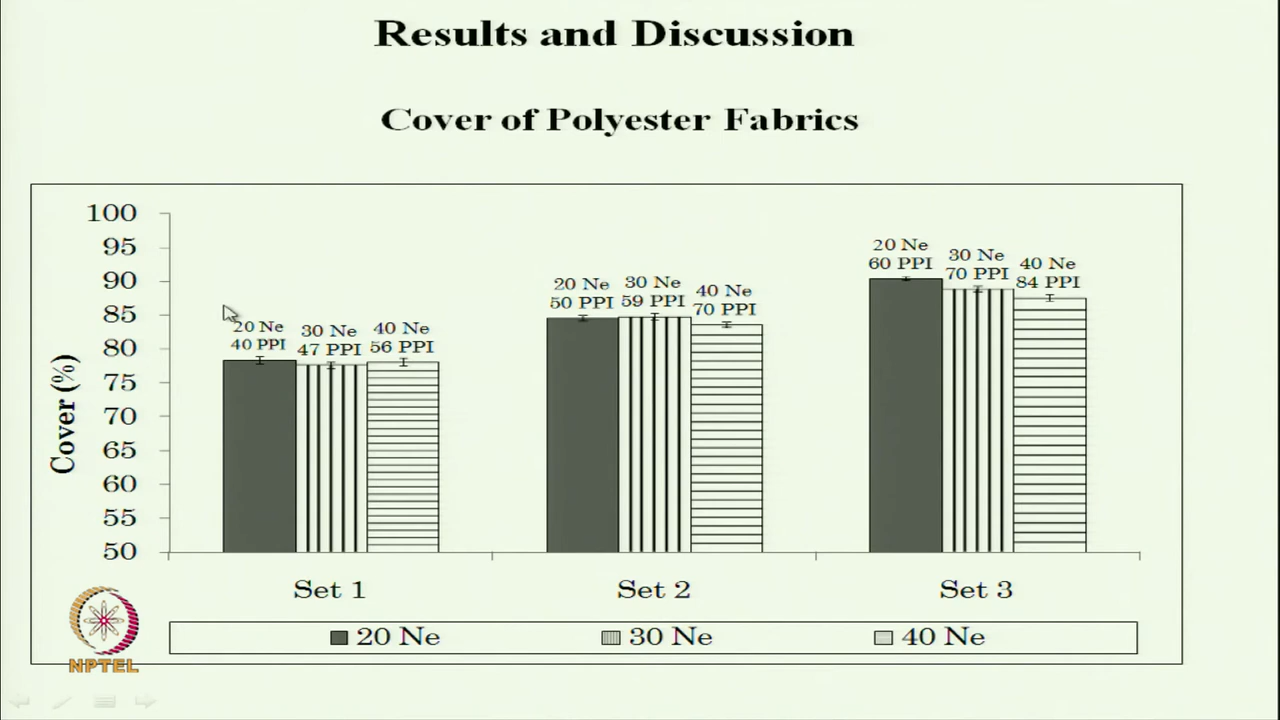 Results and Discussion
Cover of Polyester Fabrics
Cover (%)
100
95
90
85
80
75
70
65
60
55
50
20 Ne
40 PPI
30 Ne
47 PPI
40 Ne
56 PPI
20 Ne
50 PPI
30 Ne
59 PPI
40 Ne
70 PPI
20 Ne
60 PPI
30 Ne
70 PPI
40 Ne
84 PPI
Set 1
Set 2
Set 3
20 Ne
30 Ne
40 Ne
NPTEL